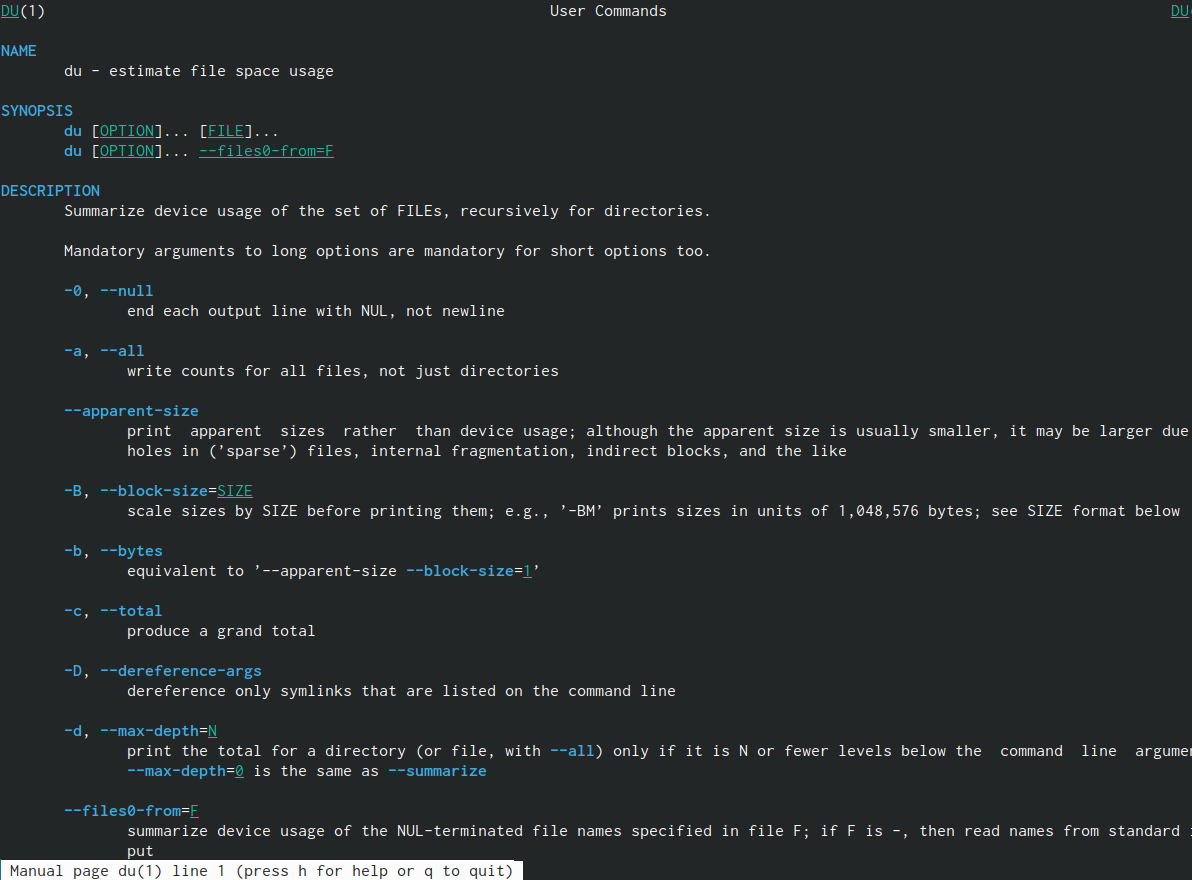 DU(1) User Commands DU
NAME
du - estimate file space usage
SYNOPSIS
du [OPTION]... [FILE]...
du [OPTION]... --files0-from=F
DESCRIPTION
Summarize device usage of the set of FILEs, recursively for directories.
Mandatory arguments to long options are mandatory for short options too.
-0, --null
end each output line with NUL, not newline
-a, --all
write counts for all files, not just directories
--apparent-size
print apparent sizes rather than device usage; although the apparent size is usually smaller, it may be larger due
holes in ('sparse') files, internal fragmentation, indirect blocks, and the like
-B, --block-size=SIZE
scale sizes by SIZE before printing them; e.g., '-BM' prints sizes in units of 1,048,576 bytes; see SIZE format below
-b, --bytes
equivalent to '--apparent-size --block-size=1'
-c, --total
produce a grand total
-D, --dereference-args
dereference only symlinks that are listed on the command line
-d, --max-depth=N
print the total for a directory (or file, with --all) only if it is N or fewer levels below the command line
--max-depth=0 is the same as --summarize
--files0-from=F
summarize device usage of the NUL-terminated file names specified in file F; if F is -, then read names from standard
put
Manual page du(1) line 1 (press h for help or q to quit)